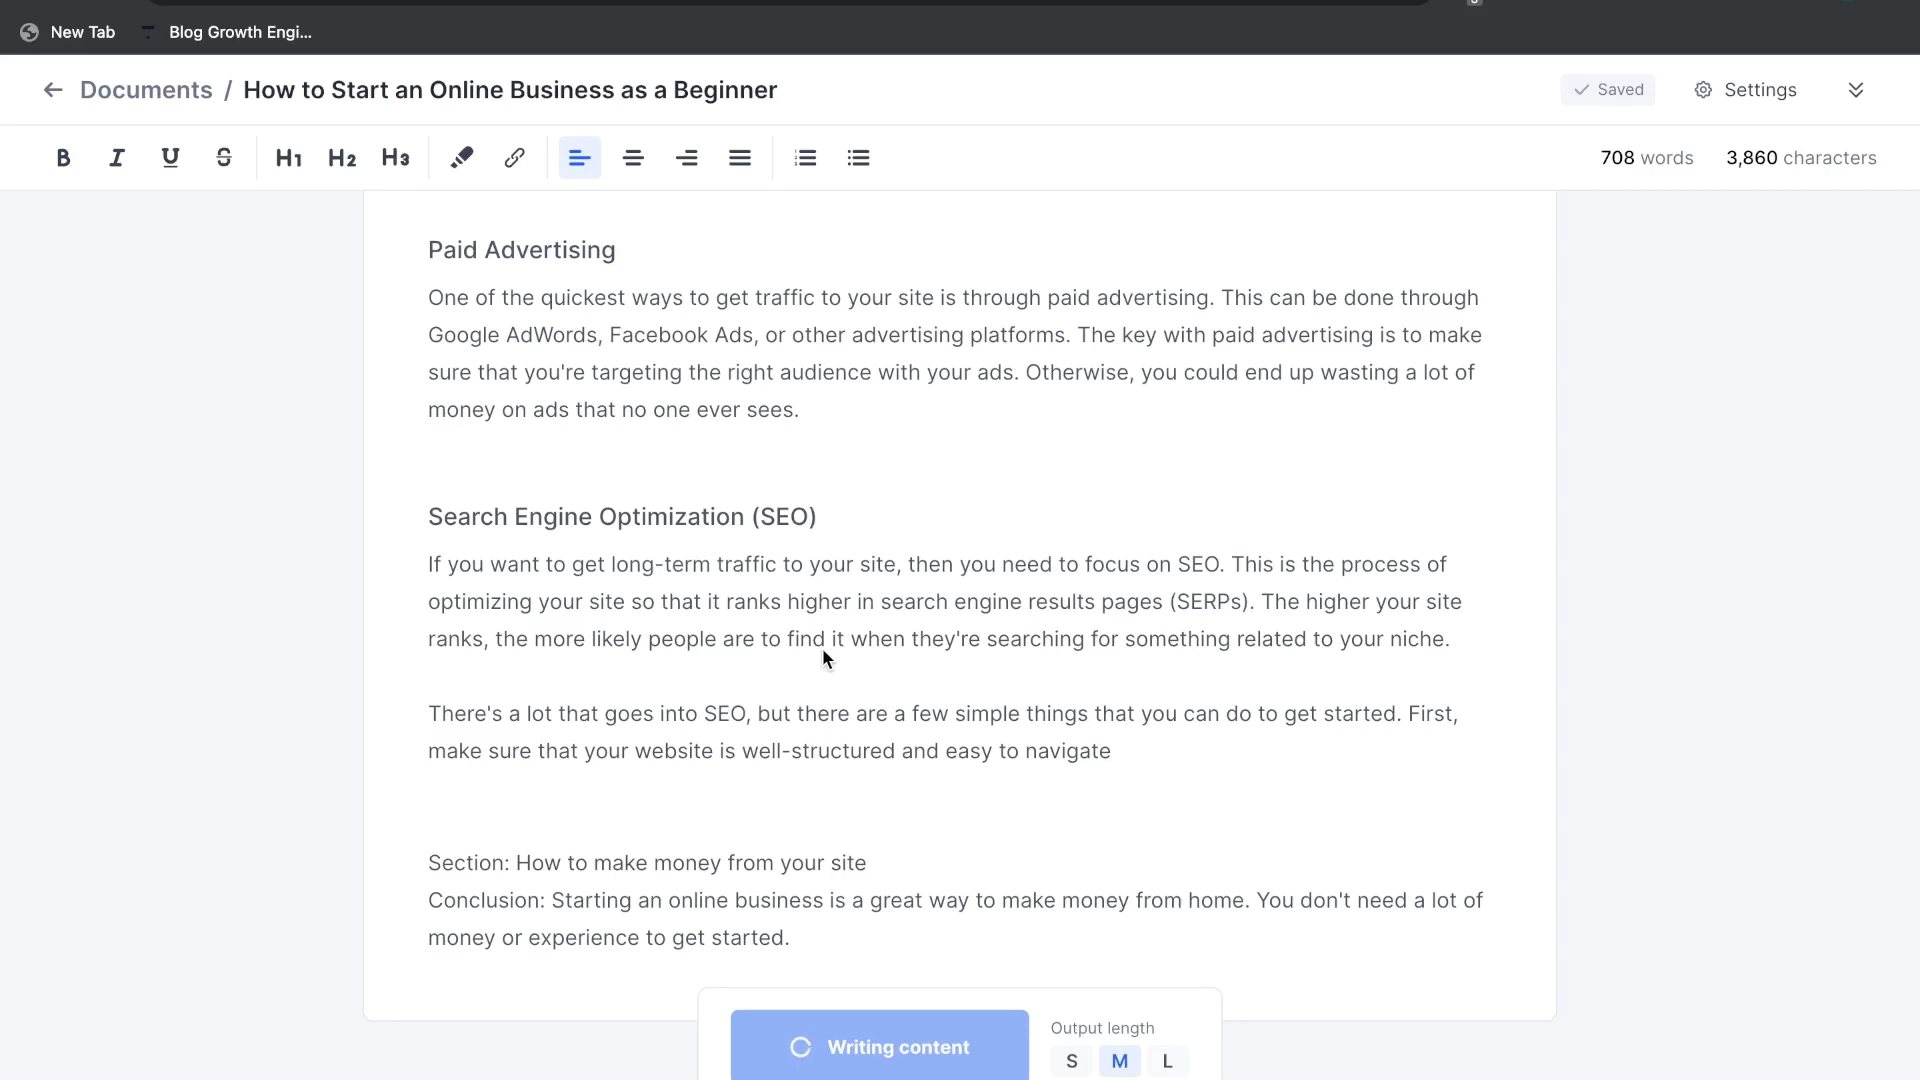 New Tab
Blog Growth Engi...
Documents / How to Start an Online Business as a Beginner
Saved
Settings
B I U S H1 H2 H3
708 words 3,860 characters
Paid Advertising
One of the quickest ways to get traffic to your site is through paid advertising. This can be done through
Google AdWords, Facebook Ads, or other advertising platforms. The key with paid advertising is to make
sure that you're targeting the right audience with your ads. Otherwise, you could end up wasting a lot of
money on ads that no one ever sees.
Search Engine Optimization (SEO)
If you want to get long-term traffic to your site, then you need to focus on SEO. This is the process of
optimizing your site so that it ranks higher in search engine results pages (SERPs). The higher your site
ranks, the more likely people are to find it when they're searching for something related to your niche.
There's a lot that goes into SEO, but there are a few simple things that you can do to get started. First,
make sure that your website is well-structured and easy to navigate
Section: How to make money from your site
Conclusion: Starting an online business is a great way to make money from home. You don't need a lot of
money or experience to get started.
Writing content
Output length
S M L